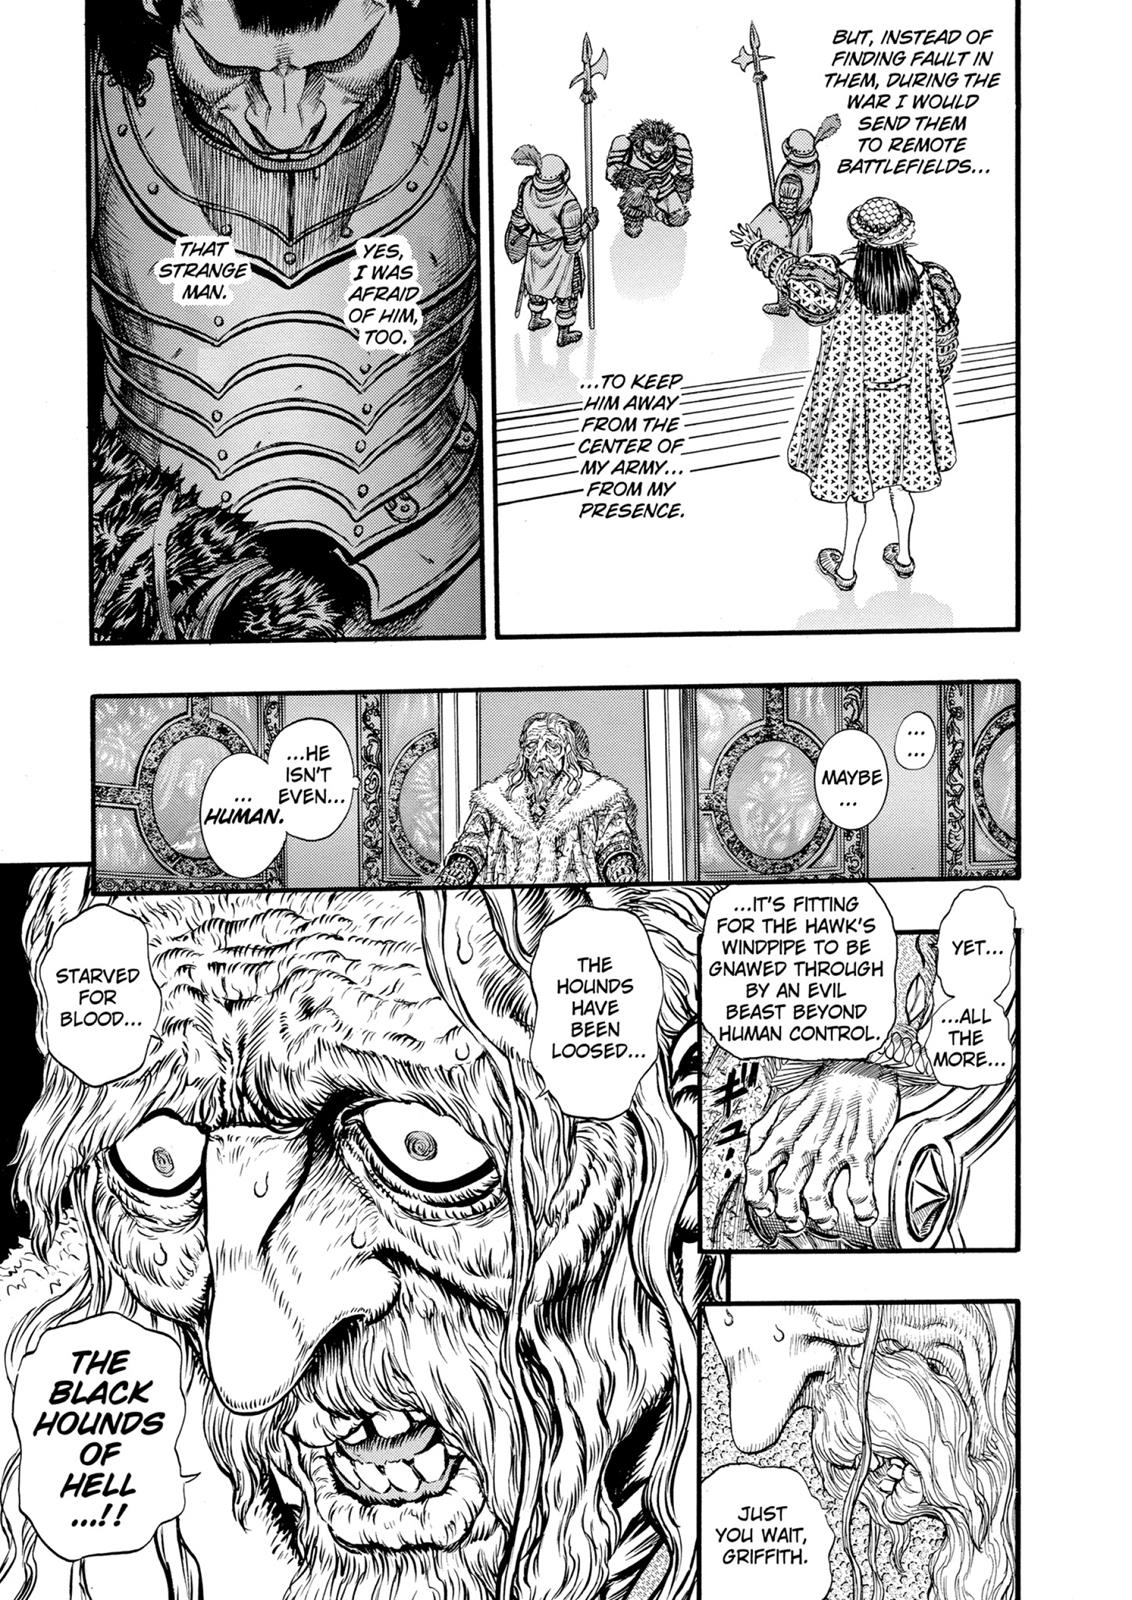 BUT, INSTEAD OF
FINDING FAULT IN
THEM, DURING THE
WAR I WOULD
SEND THEM
TO REMOTE
BATTLEFIELDS...
...TO KEEP
HIM AWAY
FROM THE
CENTER OF
MY ARMY...
FROM MY
PRESENCE.
YES,
I WAS
AFRAID
OF HIM,
TOO.
THAT
STRANGE
MAN.
...
...
MAYBE
...
...HE
ISN'T
EVEN...
...
HUMAN.
YET...
...ALL
THE
MORE...
...IT'S FITTING
FOR THE HAWK'S
WINDPIPE TO BE
GNAWED THROUGH
BY AN EVIL
BEAST BEYOND
HUMAN CONTROL.
ギュ...
JUST
YOU WAIT,
GRIFFITH.
THE
HOUNDS
HAVE
BEEN
LOOSED...
STARVED
FOR
BLOOD...
THE
BLACK
HOUNDS
OF
HELL
...!!